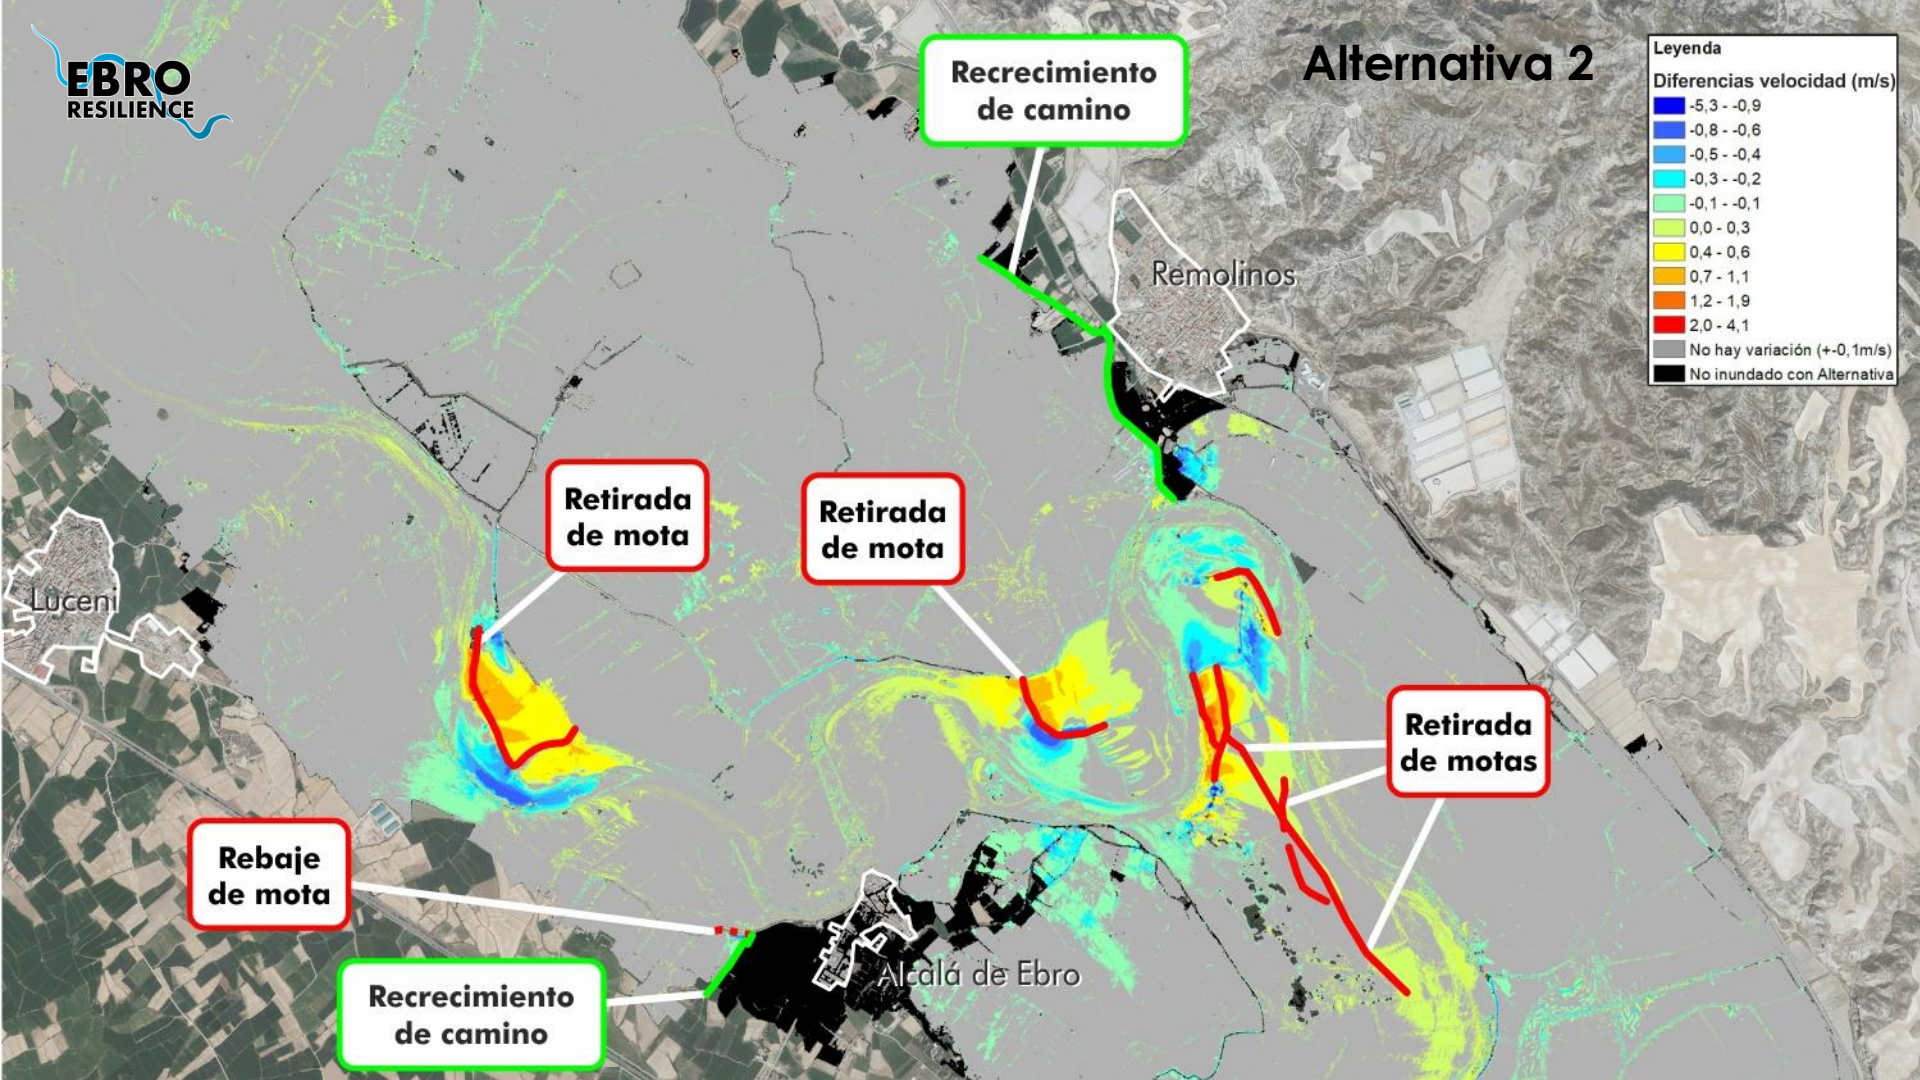 EBRO
RESILIENCE
Recrecimiento
de camino
Alternativa 2
Leyenda
Diferencias velocidad (m/s)
-5,3 - -0,9
-0,8 - -0,6
-0,5 - -0,4
-0,3 - -0,2
-0,1 - -0,1
0,0 - 0,3
0,4 - 0,6
0,7 - 1,1
1,2 - 1,9
2,0 - 4,1
No hay variación (+-0,1m/s)
No inundado con Alternativa
Remolinos
Retirada
de mota
Retirada
de mota
Luceni
Retirada
de motas
Rebaje
de mota
Alcalá de Ebro
Recrecimiento
de camino